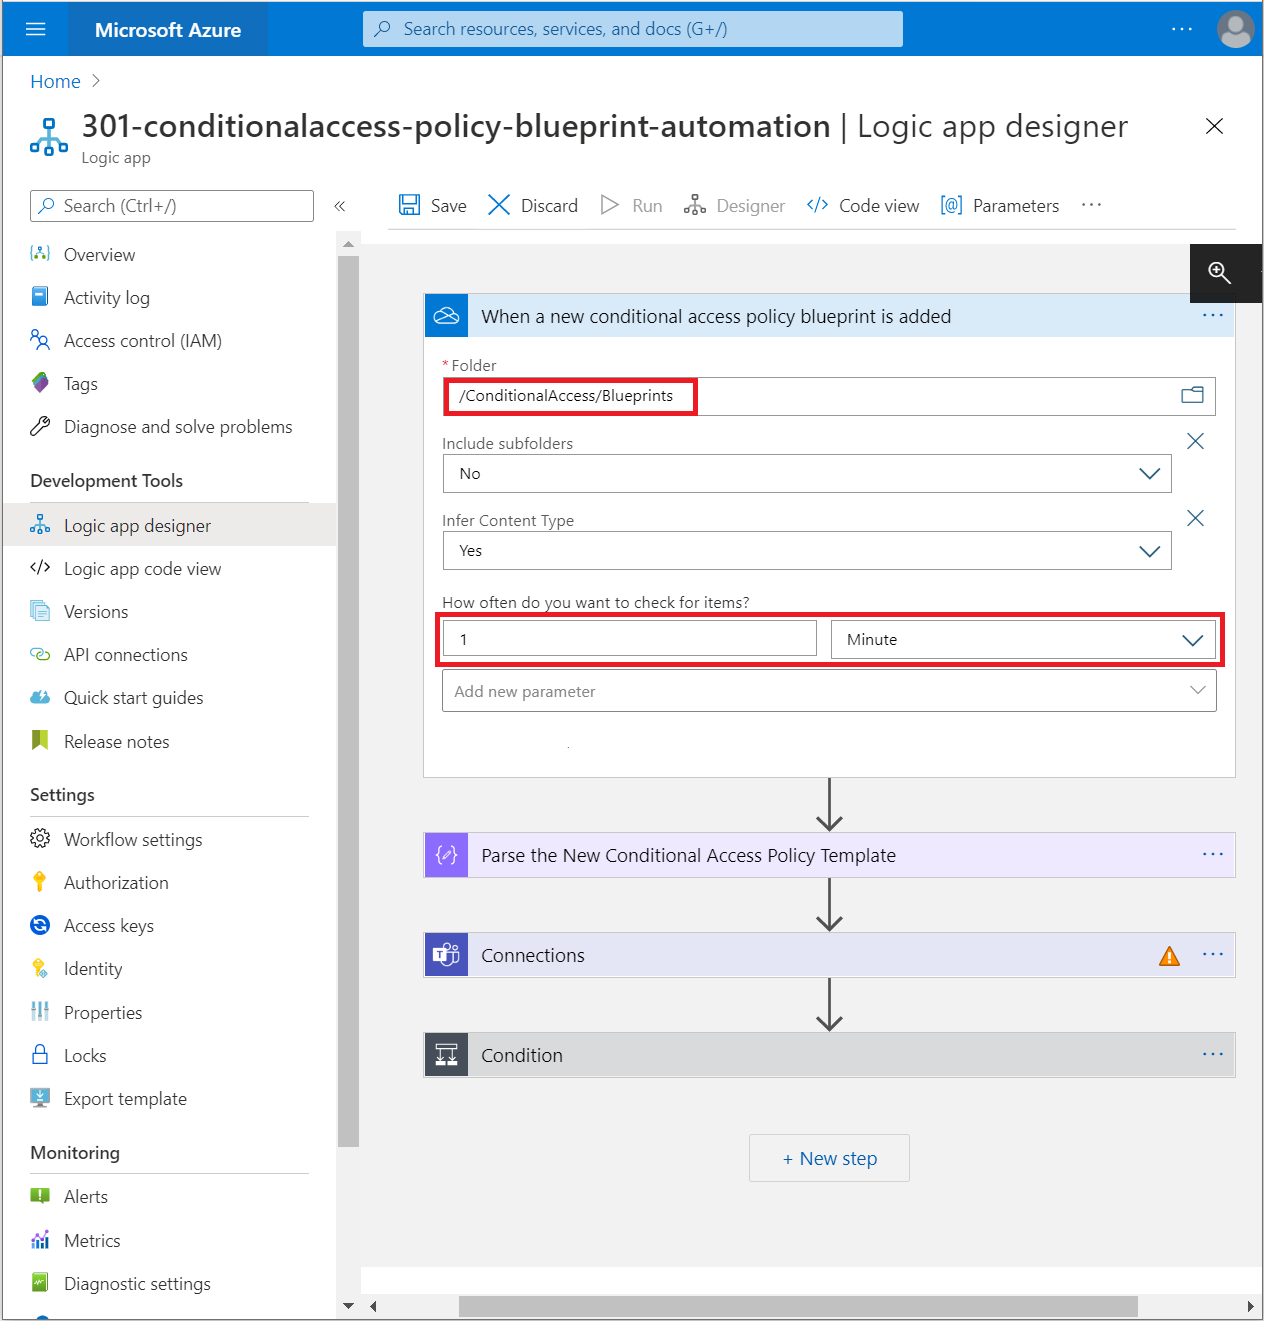 Microsoft Azure
Search resources, services, and docs (G+/)
Home
301-conditionalaccess-policy-blueprint-automation | Logic app designer
Logic app
Search (Ctrl+/)
«
Save
Discard
Run
Designer
Code view
Parameters
Overview
Activity log
Access control (IAM)
Tags
Diagnose and solve problems
Development Tools
Logic app designer
Logic app code view
Versions
API connections
Quick start guides
Release notes
Settings
Workflow settings
Authorization
Access keys
Identity
Properties
Locks
Export template
Monitoring
Alerts
Metrics
Diagnostic settings
When a new conditional access policy blueprint is added
* Folder
/ConditionalAccess/Blueprints
Include subfolders
No
Infer Content Type
Yes
How often do you want to check for items?
1
Minute
Add new parameter
Parse the New Conditional Access Policy Template
Connections
Condition
+ New step